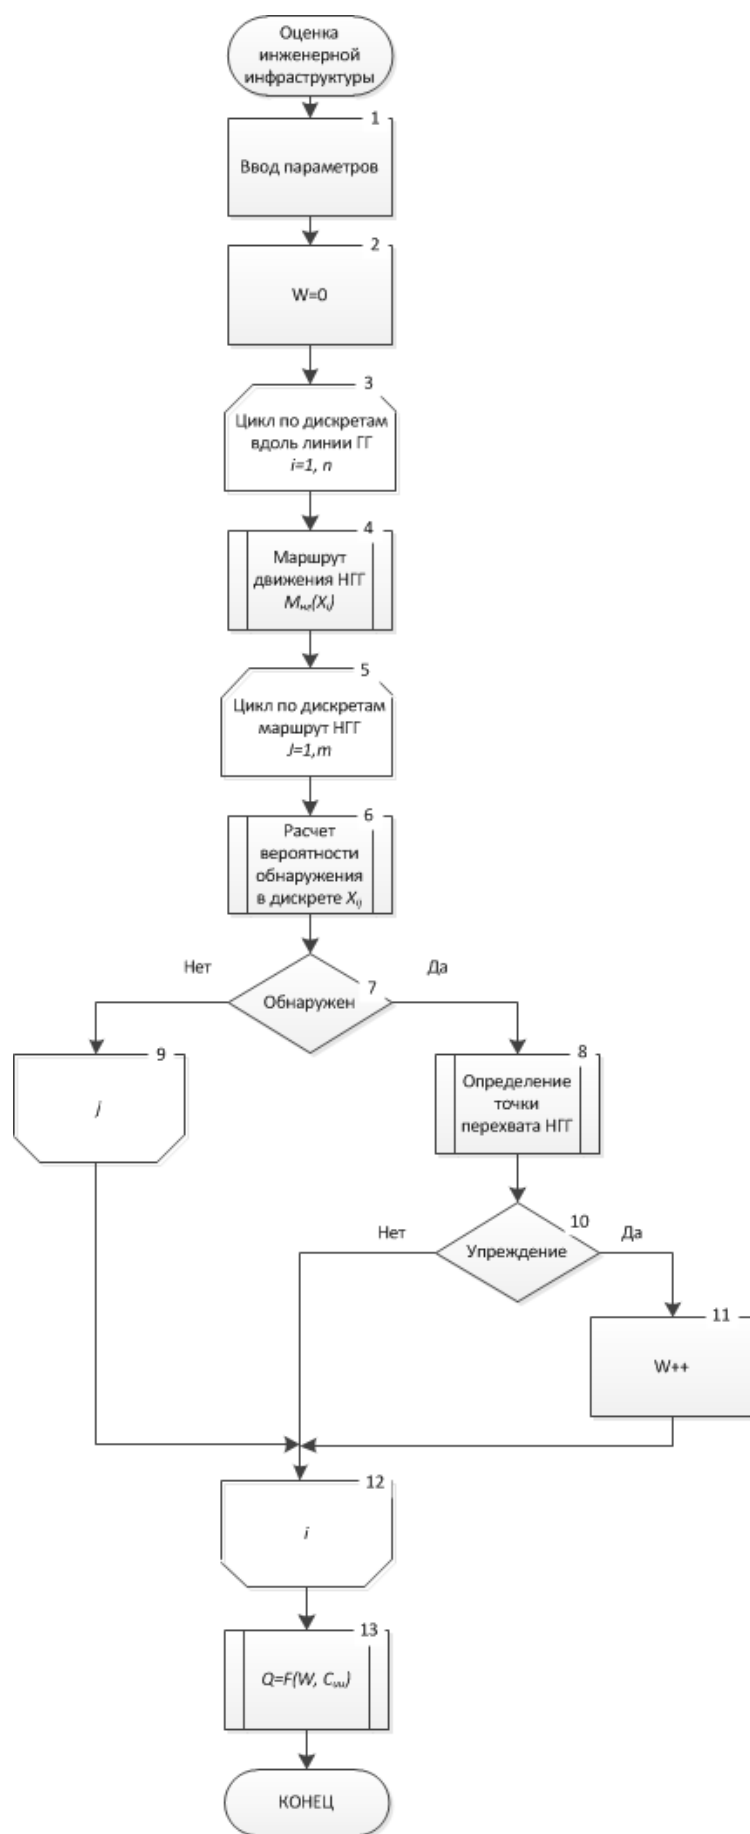 Оценка
инженерной
инфраструктуры
1
Ввод параметров
2
W=0
3
Цикл по дискретам
вдоль линии ГГ
i=1, n
4
Маршрут
движения НГГ
Mнг(Xi)
5
Цикл по дискретам
маршрут НГГ
J=1,m
6
Расчет
вероятности
обнаружения
в дискрете Xij
Нет
Да
7
Обнаружен
9
j
8
Определение
точки
перехвата НГГ
10
Нет
Да
Упреждение
11
W++
12
i
13
Q=F(W, Cии)
КОНЕЦ